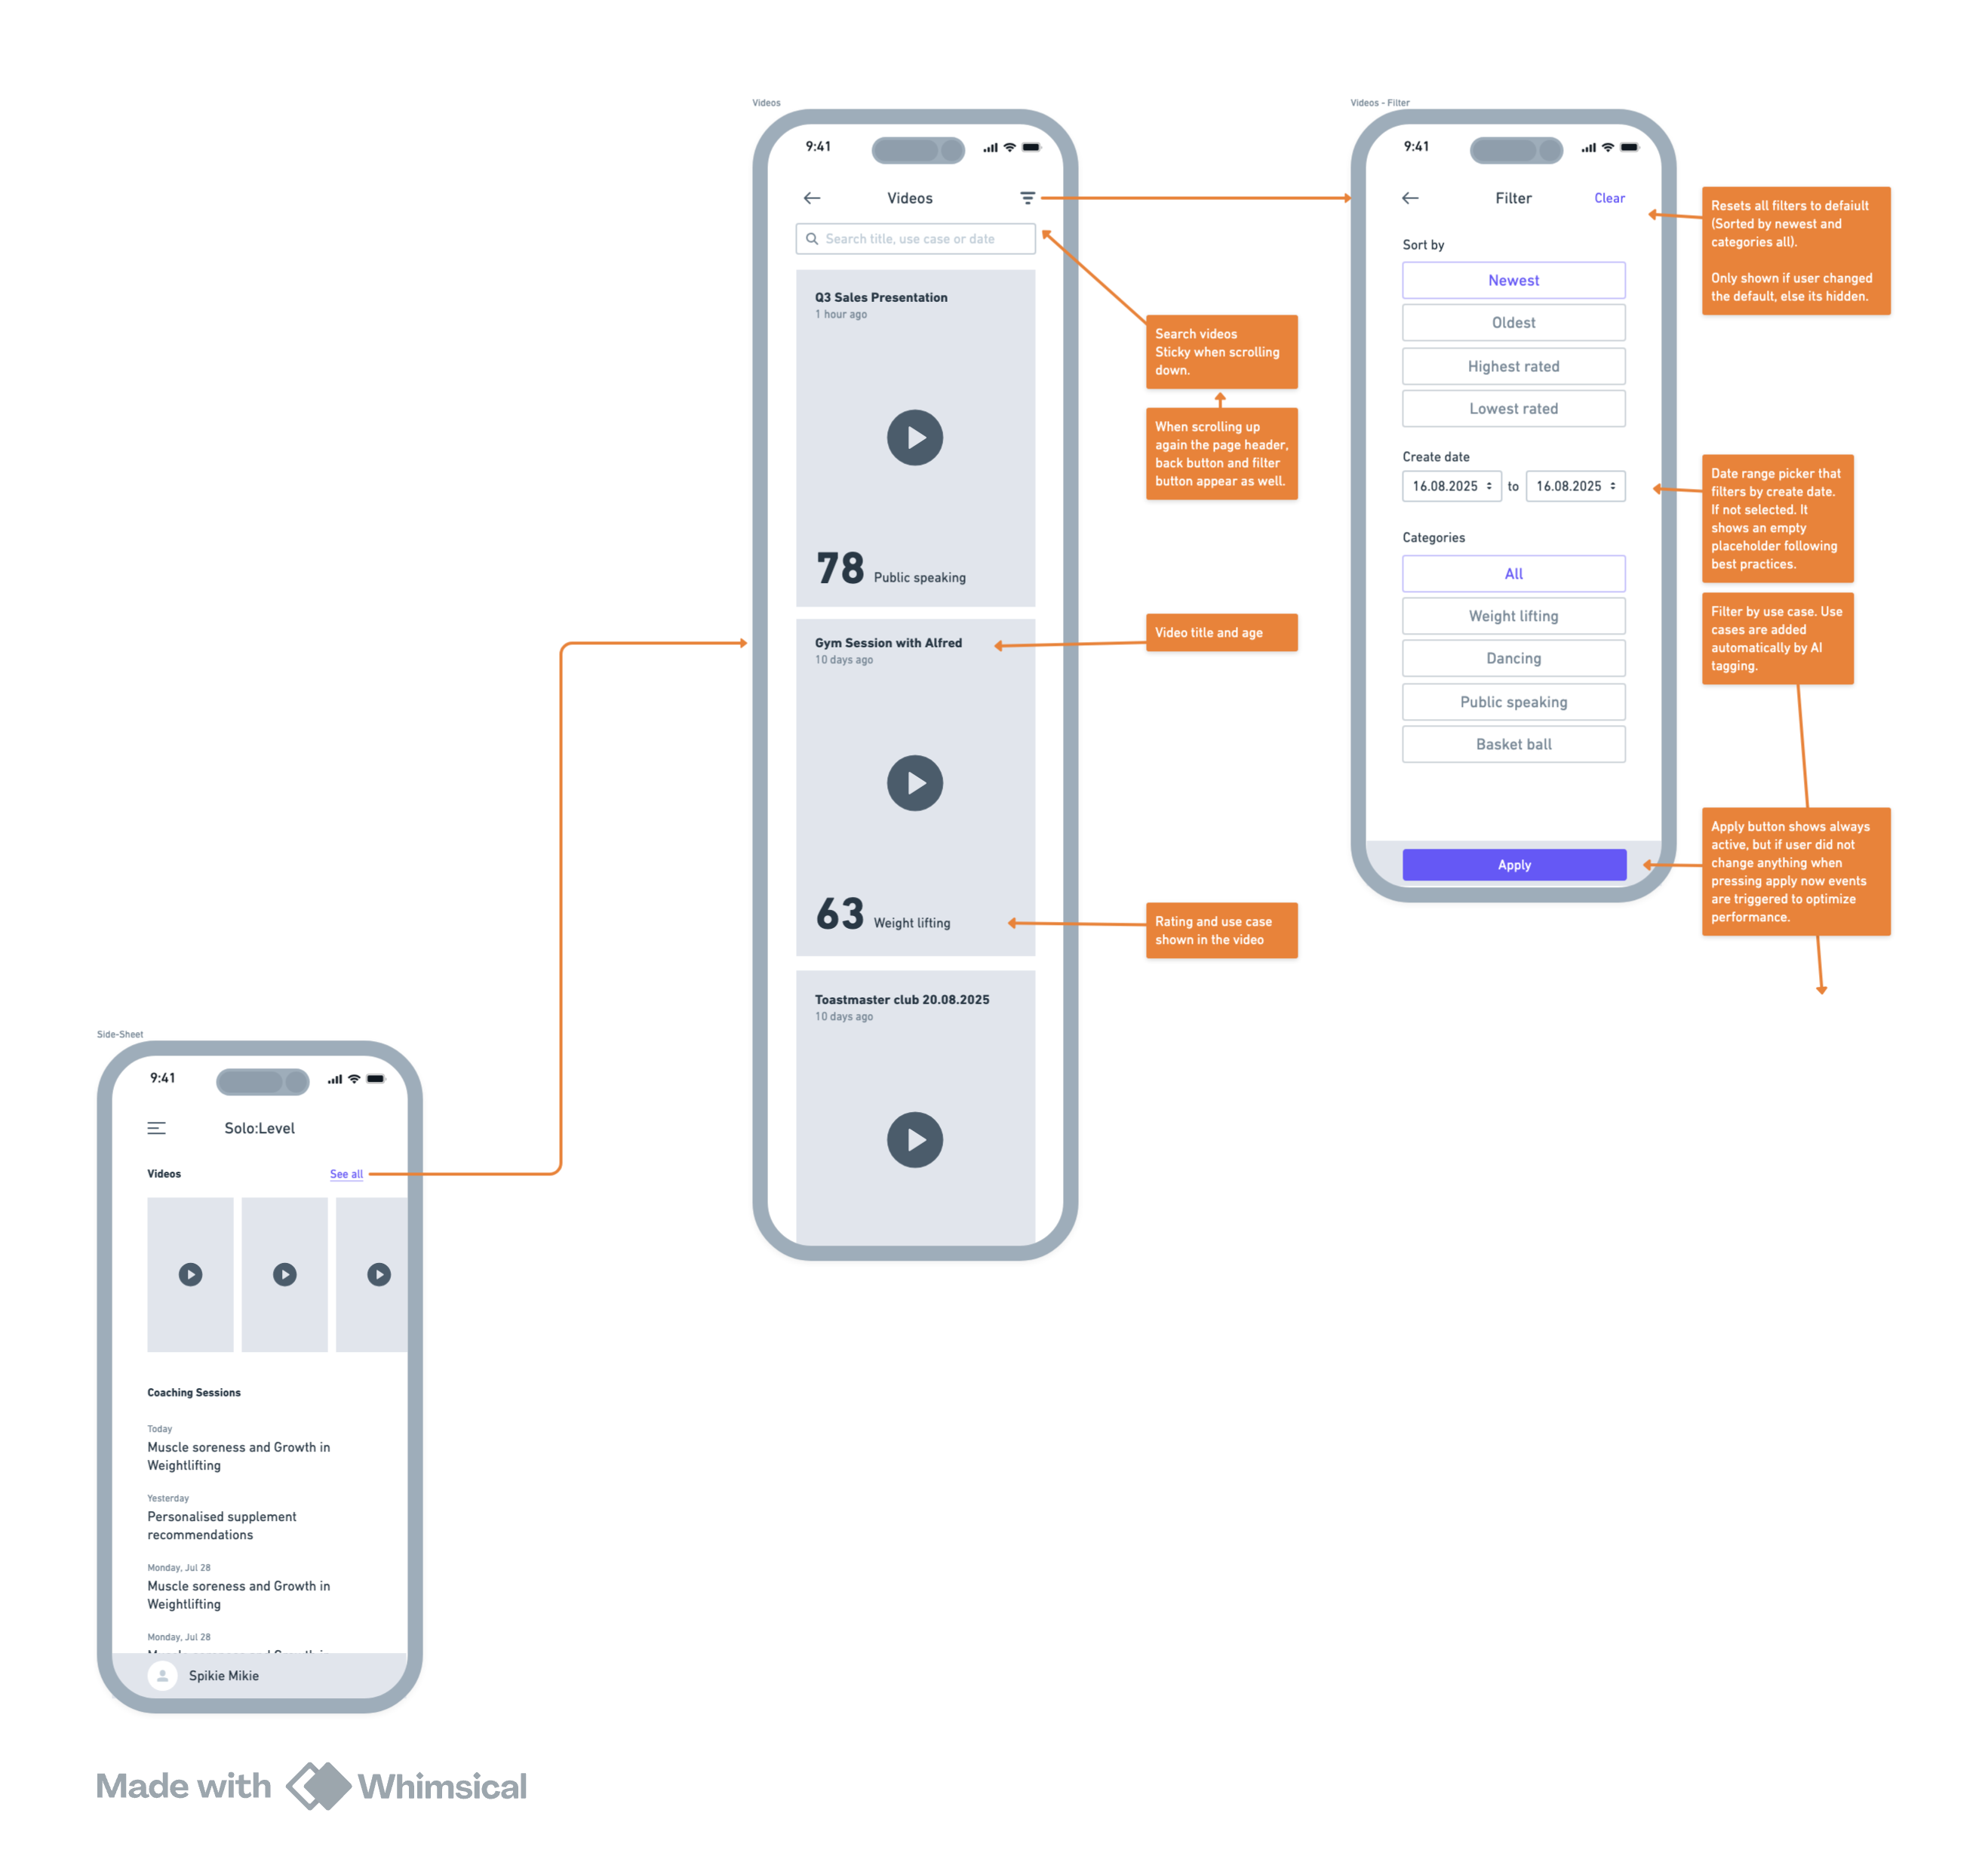 Videos
9:41
Videos
Search title, use case or date
Q3 Sales Presentation
1 hour ago
78 Public speaking
Gym Session with Alfred
10 days ago
63 Weight lifting
Toastmaster club 20.08.2025
10 days ago
Search videos
Sticky when scrolling
down.
When scrolling up
again the page header,
back button and filter
button appear as well.
Video title and age
Rating and use case
shown in the video
Videos - Filter
9:41
Filter
Clear
Sort by
Newest
Oldest
Highest rated
Lowest rated
Create date
16.08.2025 to 16.08.2025
Categories
All
Weight lifting
Dancing
Public speaking
Basket ball
Apply
Resets all filters to defaiult
(Sorted by newest and
categories all).
Only shown if user changed
the default, else its hidden.
Date range picker that
filters by create date.
If not selected. It
shows an empty
placeholder following
best practices.
Filter by use case. Use
cases are added
automatically by AI
tagging.
Apply button shows always
active, but if user did not
change anything when
pressing apply now events
are triggered to optimize
performance.
Side-Sheet
9:41
Solo:Level
Videos
See all
Coaching Sessions
Today
Muscle soreness and Growth in
Weightlifting
Yesterday
Personalised supplement
recommendations
Monday, Jul 28
Muscle soreness and Growth in
Weightlifting
Monday, Jul 28
Spikie Mikie
Made with Whimsical